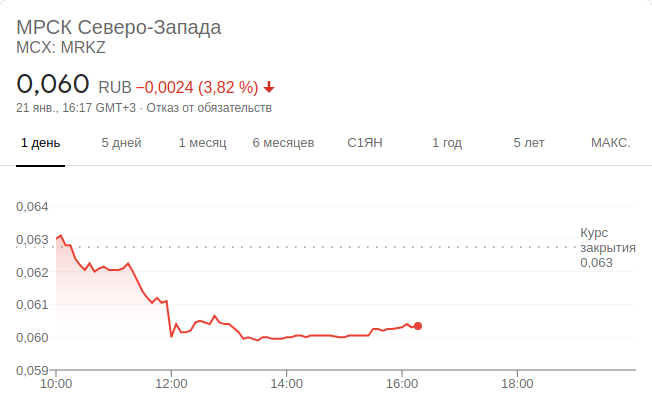 МРСК Северо-Запада
MCX: MRKZ
0,060 RUB −0,0024 (3,82 %)
21 янв., 16:17 GMT+3 · Отказ от обязательств
1 день 5 дней 1 месяц 6 месяцев С1ЯН 1 год 5 лет МАКС.
0,064
0,063
0,062
0,061
0,060
0,059
Курс
закрытия
0,063
10:00 12:00 14:00 16:00 18:00